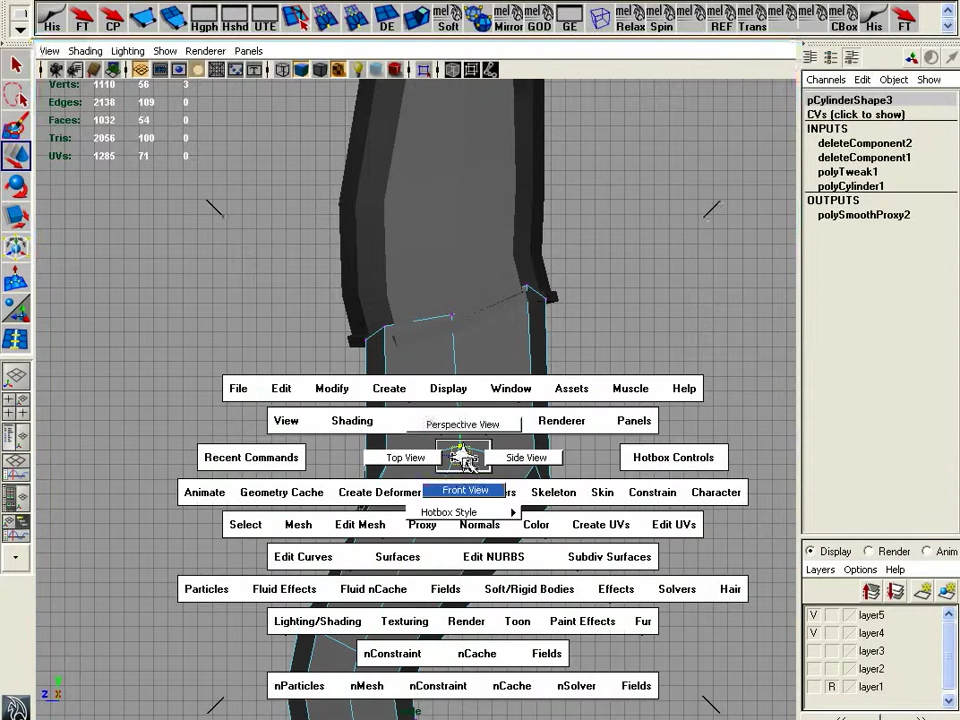 His FT CP Hgph Hshd UTE DE mel Soft Mirror mel GOD GE mel Relax mel Spin mel REF mel Trans mel CBox His FT
View Shading Lighting Show Renderer Panels
Channels Edit Object Show
Verts: 1110 56 3
Edges: 2138 109 0
Faces: 1032 54 0
Tris: 2056 100 0
UVs: 1285 71 0
pCylinderShape3
CVs (click to show)
INPUTS
deleteComponent2
deleteComponent1
polyTweak1
polyCylinder1
OUTPUTS
polySmoothProxy2
File Edit Modify Create Display Window Assets Muscle Help
View Shading Renderer Panels
Perspective View
Recent Commands Top View Side View Hotbox Controls
Front View
Animate Geometry Cache Create Deformer Skeleton Skin Constrain Character
Hotbox Style
Select Mesh Edit Mesh Proxy Normals Color Create UVs Edit UVs
Edit Curves Surfaces Edit NURBS Subdiv Surfaces
Particles Fluid Effects Fluid nCache Fields Soft/Rigid Bodies Effects Solvers Hair
Lighting/Shading Texturing Render Toon Paint Effects Fur
nConstraint nCache Fields
nParticles nMesh nConstraint nCache nSolver Fields
Display Render Anim
Layers Options Help
V layer5
V layer4
layer3
layer2
R layer1
Y
Z X